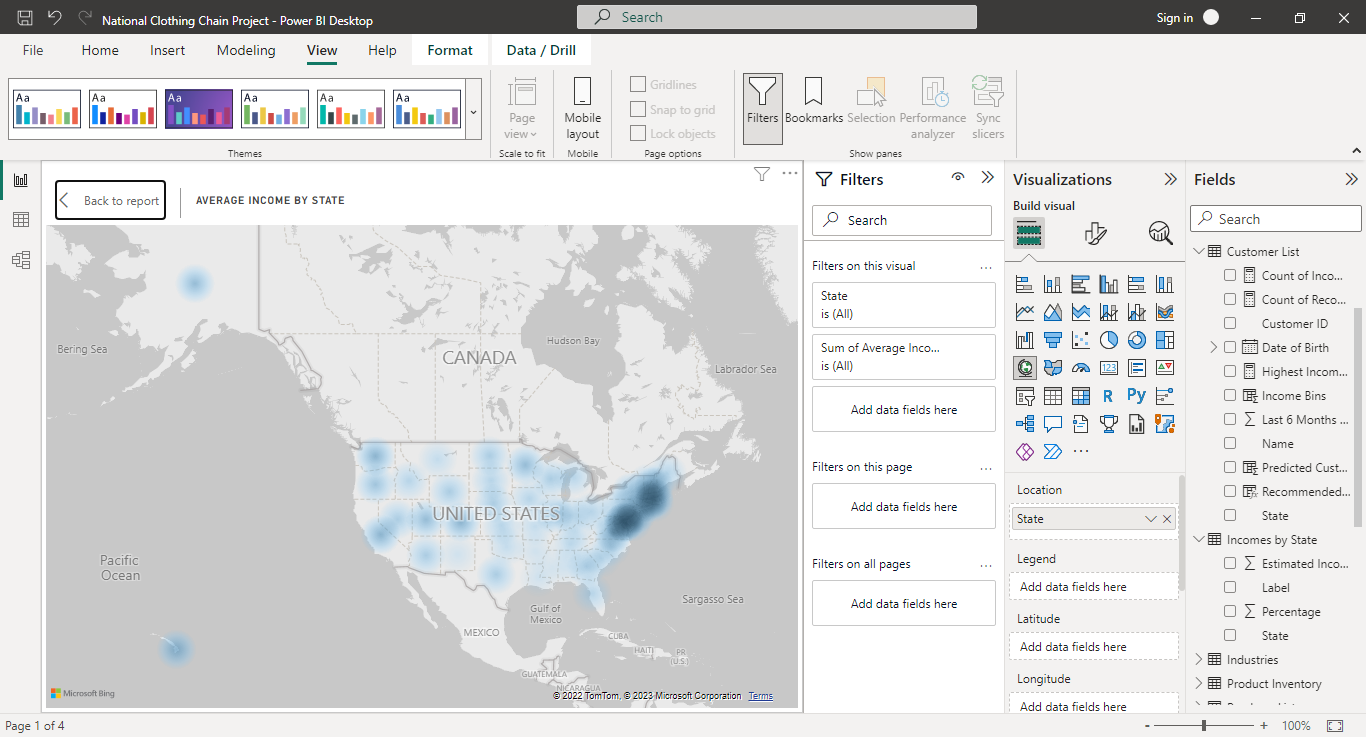 National Clothing Chain Project - Power BI Desktop
Search
Sign in
File
Home
Insert
Modeling
View
Help
Format
Data / Drill
Aa
Aa
Aa
Aa
Aa
Aa
Themes
Page
view
Scale to fit
Mobile
layout
Mobile
Gridlines
Snap to grid
Lock objects
Page options
Filters
Bookmarks
Selection
Performance
analyzer
Sync
slicers
Show panes
Back to report
AVERAGE INCOME BY STATE
Bering Sea
CANADA
Hudson Bay
Labrador Sea
UNITED STATES
Pacific
Ocean
Gulf of
Mexico
Sargasso Sea
MEXICO
CUBA
HAITI
PR
(U.S.)
GUATEMALA
NICARAGUA
Microsoft Bing
© 2022 TomTom, © 2023 Microsoft Corporation Terms
Filters
Search
Filters on this visual
...
State
is (All)
Sum of Average Inco...
is (All)
Add data fields here
Filters on this page
...
Add data fields here
Filters on all pages
...
Add data fields here
Visualizations
Build visual
123
R
Py
...
Location
State
Legend
Add data fields here
Latitude
Add data fields here
Longitude
Add data fields here
Fields
Search
Customer List
Count of Inco...
Count of Reco...
Customer ID
Date of Birth
Highest Incom...
Income Bins
Last 6 Months ...
Name
Predicted Cust...
Recommended...
State
Incomes by State
Estimated Inco...
Label
Percentage
State
Industries
Product Inventory
Page 1 of 4
- + 100%